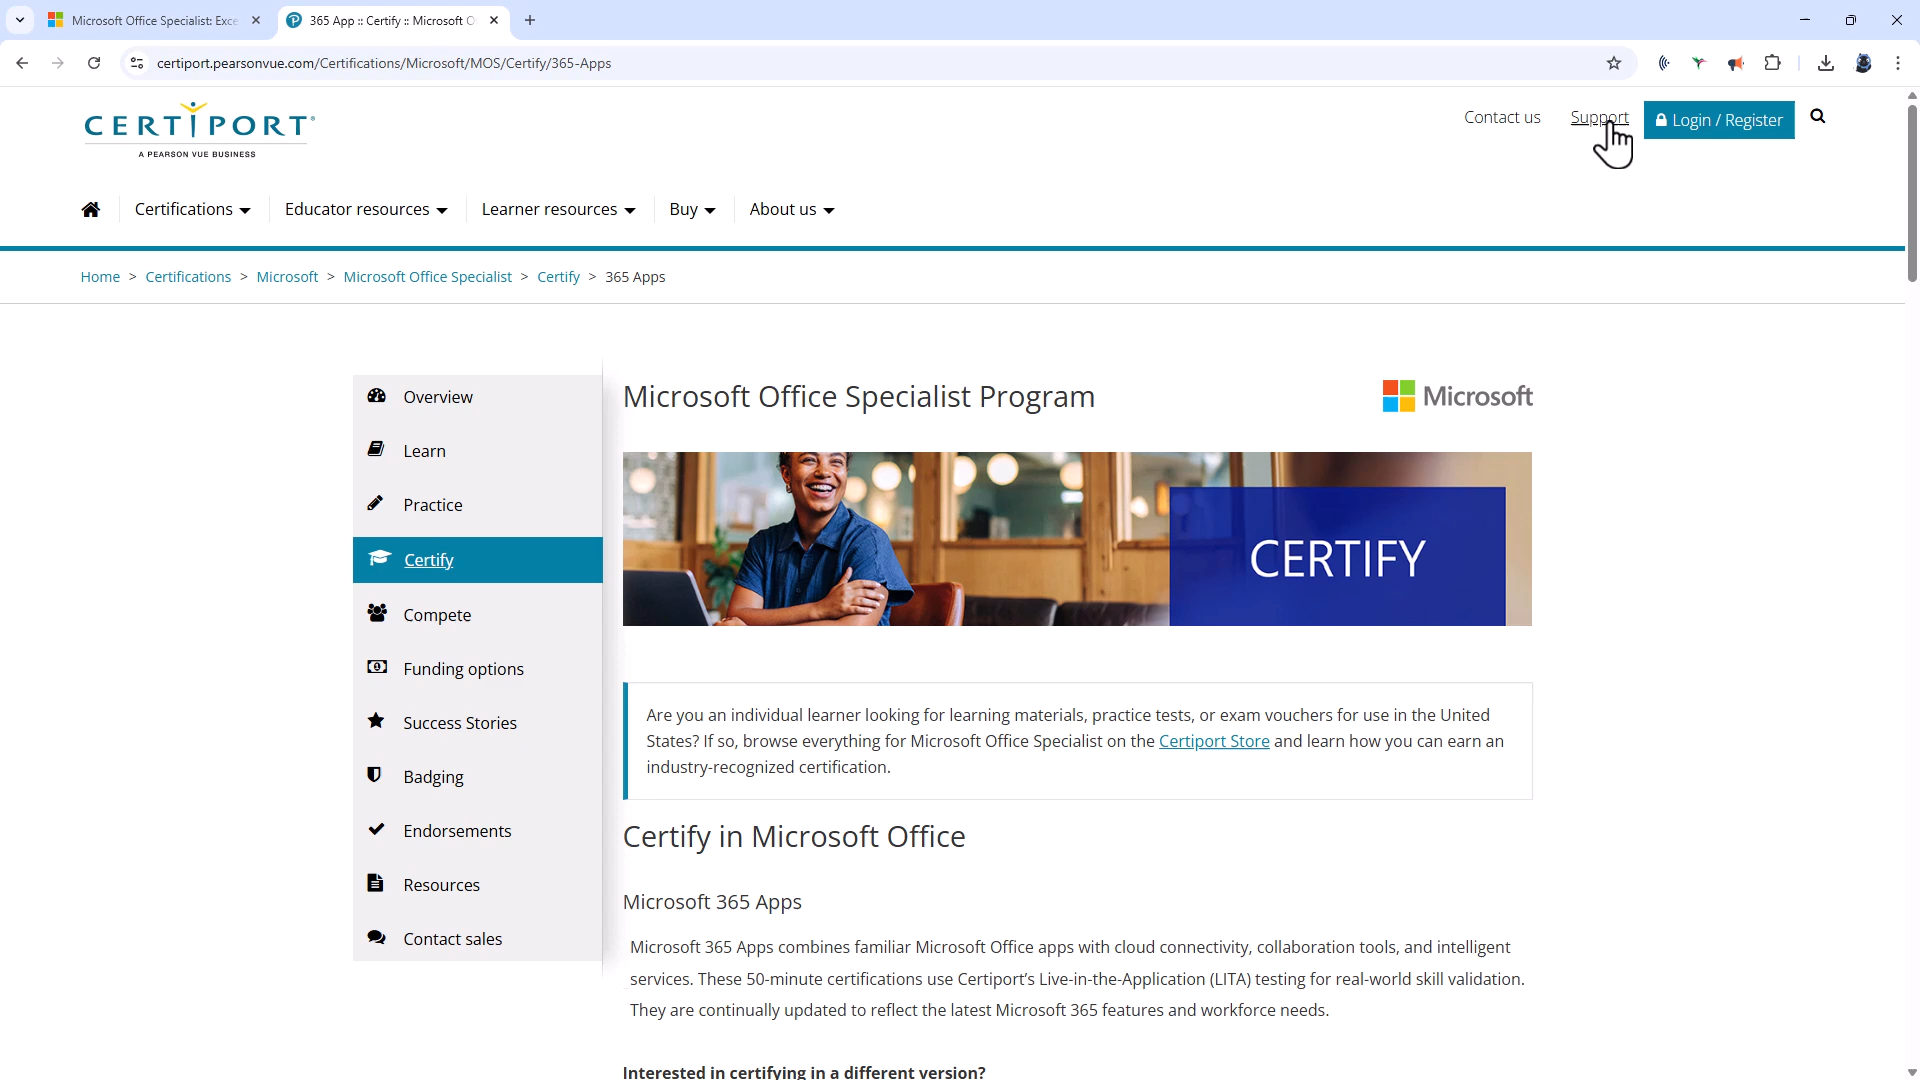 Microsoft Office Specialist: Exce
365 App :: Certify :: Microsoft O
certiport.pearsonvue.com/Certifications/Microsoft/MOS/Certify/365-Apps
CERTIPORT
A PEARSON VUE BUSINESS
Contact us
Support
Login / Register
Certifications
Educator resources
Learner resources
Buy
About us
Home > Certifications > Microsoft > Microsoft Office Specialist > Certify > 365 Apps
Overview
Learn
Practice
Certify
Compete
Funding options
Success Stories
Badging
Endorsements
Resources
Contact sales
Microsoft Office Specialist Program
Microsoft
CERTIFY
Are you an individual learner looking for learning materials, practice tests, or exam vouchers for use in the United
States? If so, browse everything for Microsoft Office Specialist on the Certiport Store and learn how you can earn an
industry-recognized certification.
Certify in Microsoft Office
Microsoft 365 Apps
Microsoft 365 Apps combines familiar Microsoft Office apps with cloud connectivity, collaboration tools, and intelligent
services. These 50-minute certifications use Certiport's Live-in-the-Application (LITA) testing for real-world skill validation.
They are continually updated to reflect the latest Microsoft 365 features and workforce needs.
Interested in certifying in a different version?